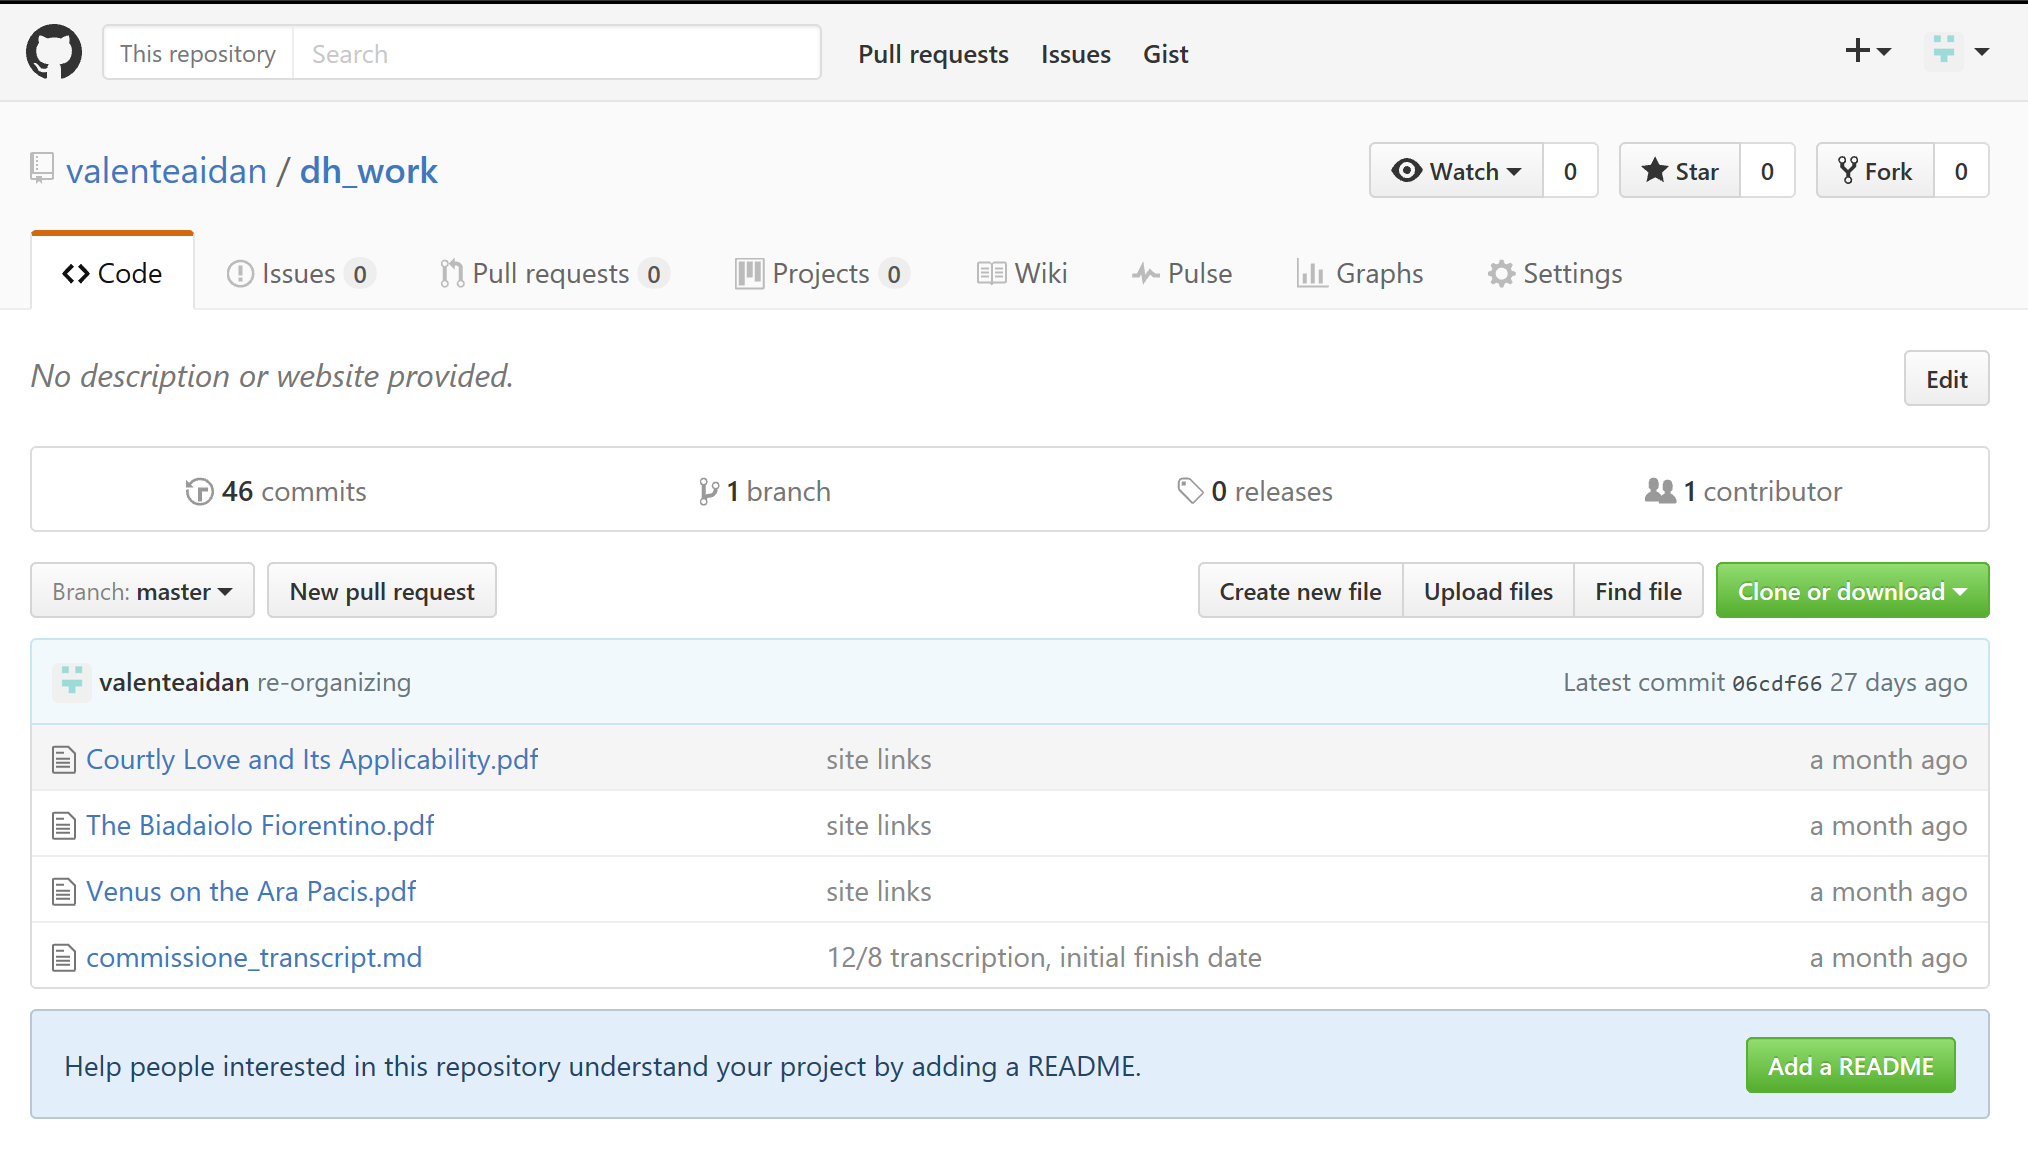 This repository Search Pull requests Issues Gist
valenteaidan / dh_work Watch 0 Star 0 Fork 0
Code Issues 0 Pull requests 0 Projects 0 Wiki Pulse Graphs Settings
No description or website provided. Edit
46 commits 1 branch 0 releases 1 contributor
Branch: master New pull request Create new file Upload files Find file Clone or download
valenteaidan re-organizing Latest commit 06cdf66 27 days ago
Courtly Love and Its Applicability.pdf site links a month ago
The Biadaiolo Fiorentino.pdf site links a month ago
Venus on the Ara Pacis.pdf site links a month ago
commissione_transcript.md 12/8 transcription, initial finish date a month ago
Help people interested in this repository understand your project by adding a README. Add a README